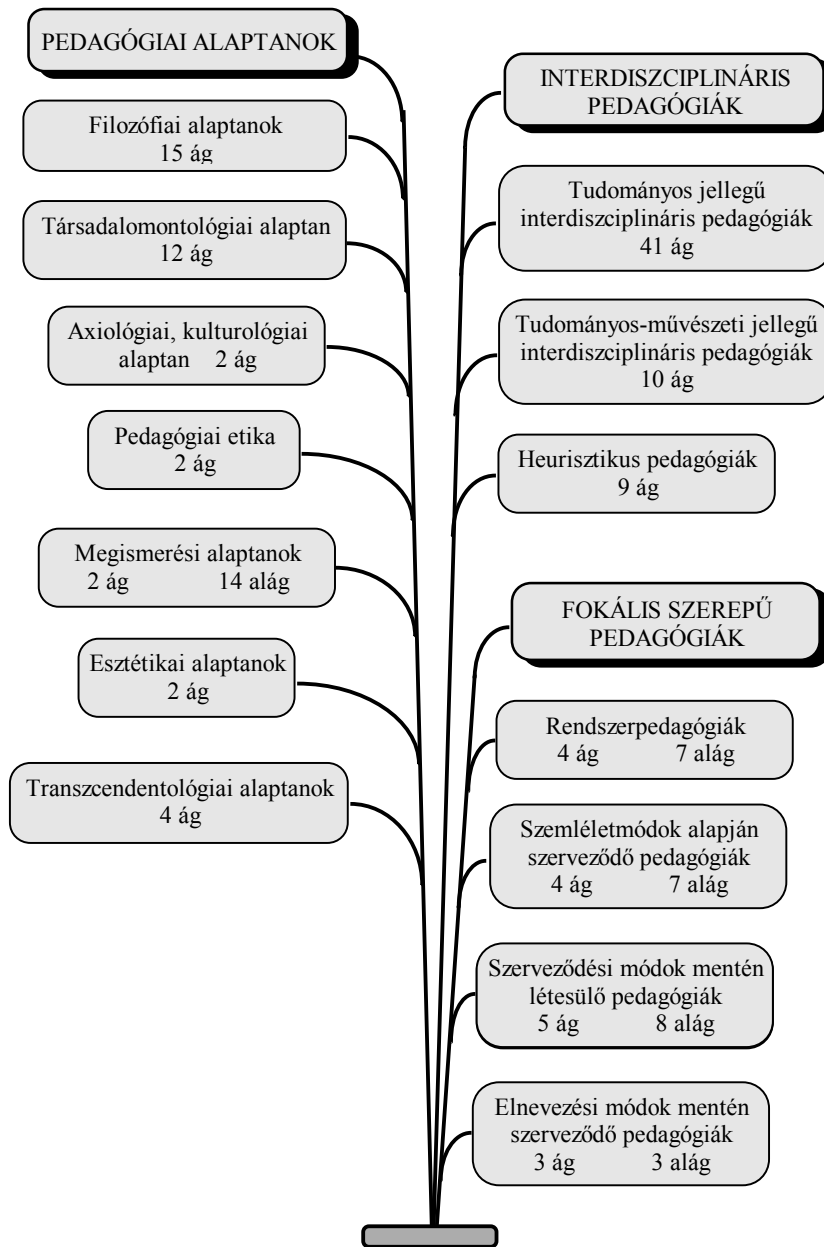 PEDAGÓGIAI ALAPTANOK
Filozófiai alaptanok
15 ág
Társadalomontológiai alaptan
12 ág
Axiológiai, kulturológiai
alaptan 2 ág
Pedagógiai etika
2 ág
Megismerési alaptanok
2 ág 14 alág
Esztétikai alaptanok
2 ág
Transzcendentológiai alaptanok
4 ág
INTERDISZCIPLINÁRIS
PEDAGÓGIÁK
Tudományos jellegű
interdiszciplináris pedagógiák
41 ág
Tudományos-művészeti jellegű
interdiszciplináris pedagógiák
10 ág
Heurisztikus pedagógiák
9 ág
FOKÁLIS SZEREPŰ
PEDAGÓGIÁK
Rendszerpedagógiák
4 ág 7 alág
Szemléletmódok alapján
szerveződő pedagógiák
4 ág 7 alág
Szerveződési módok mentén
létesülő pedagógiák
5 ág 8 alág
Elnevezési módok mentén
szerveződő pedagógiák
3 ág 3 alág